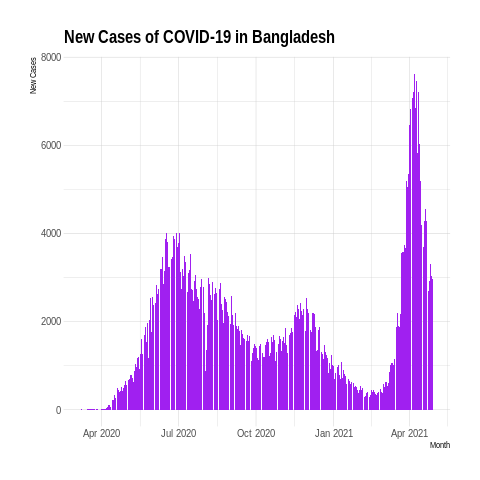 New Cases of COVID-19 in Bangladesh
New Cases
8000
6000
4000
2000
0
Apr 2020 Jul 2020 Oct 2020 Jan 2021 Apr 2021
Month